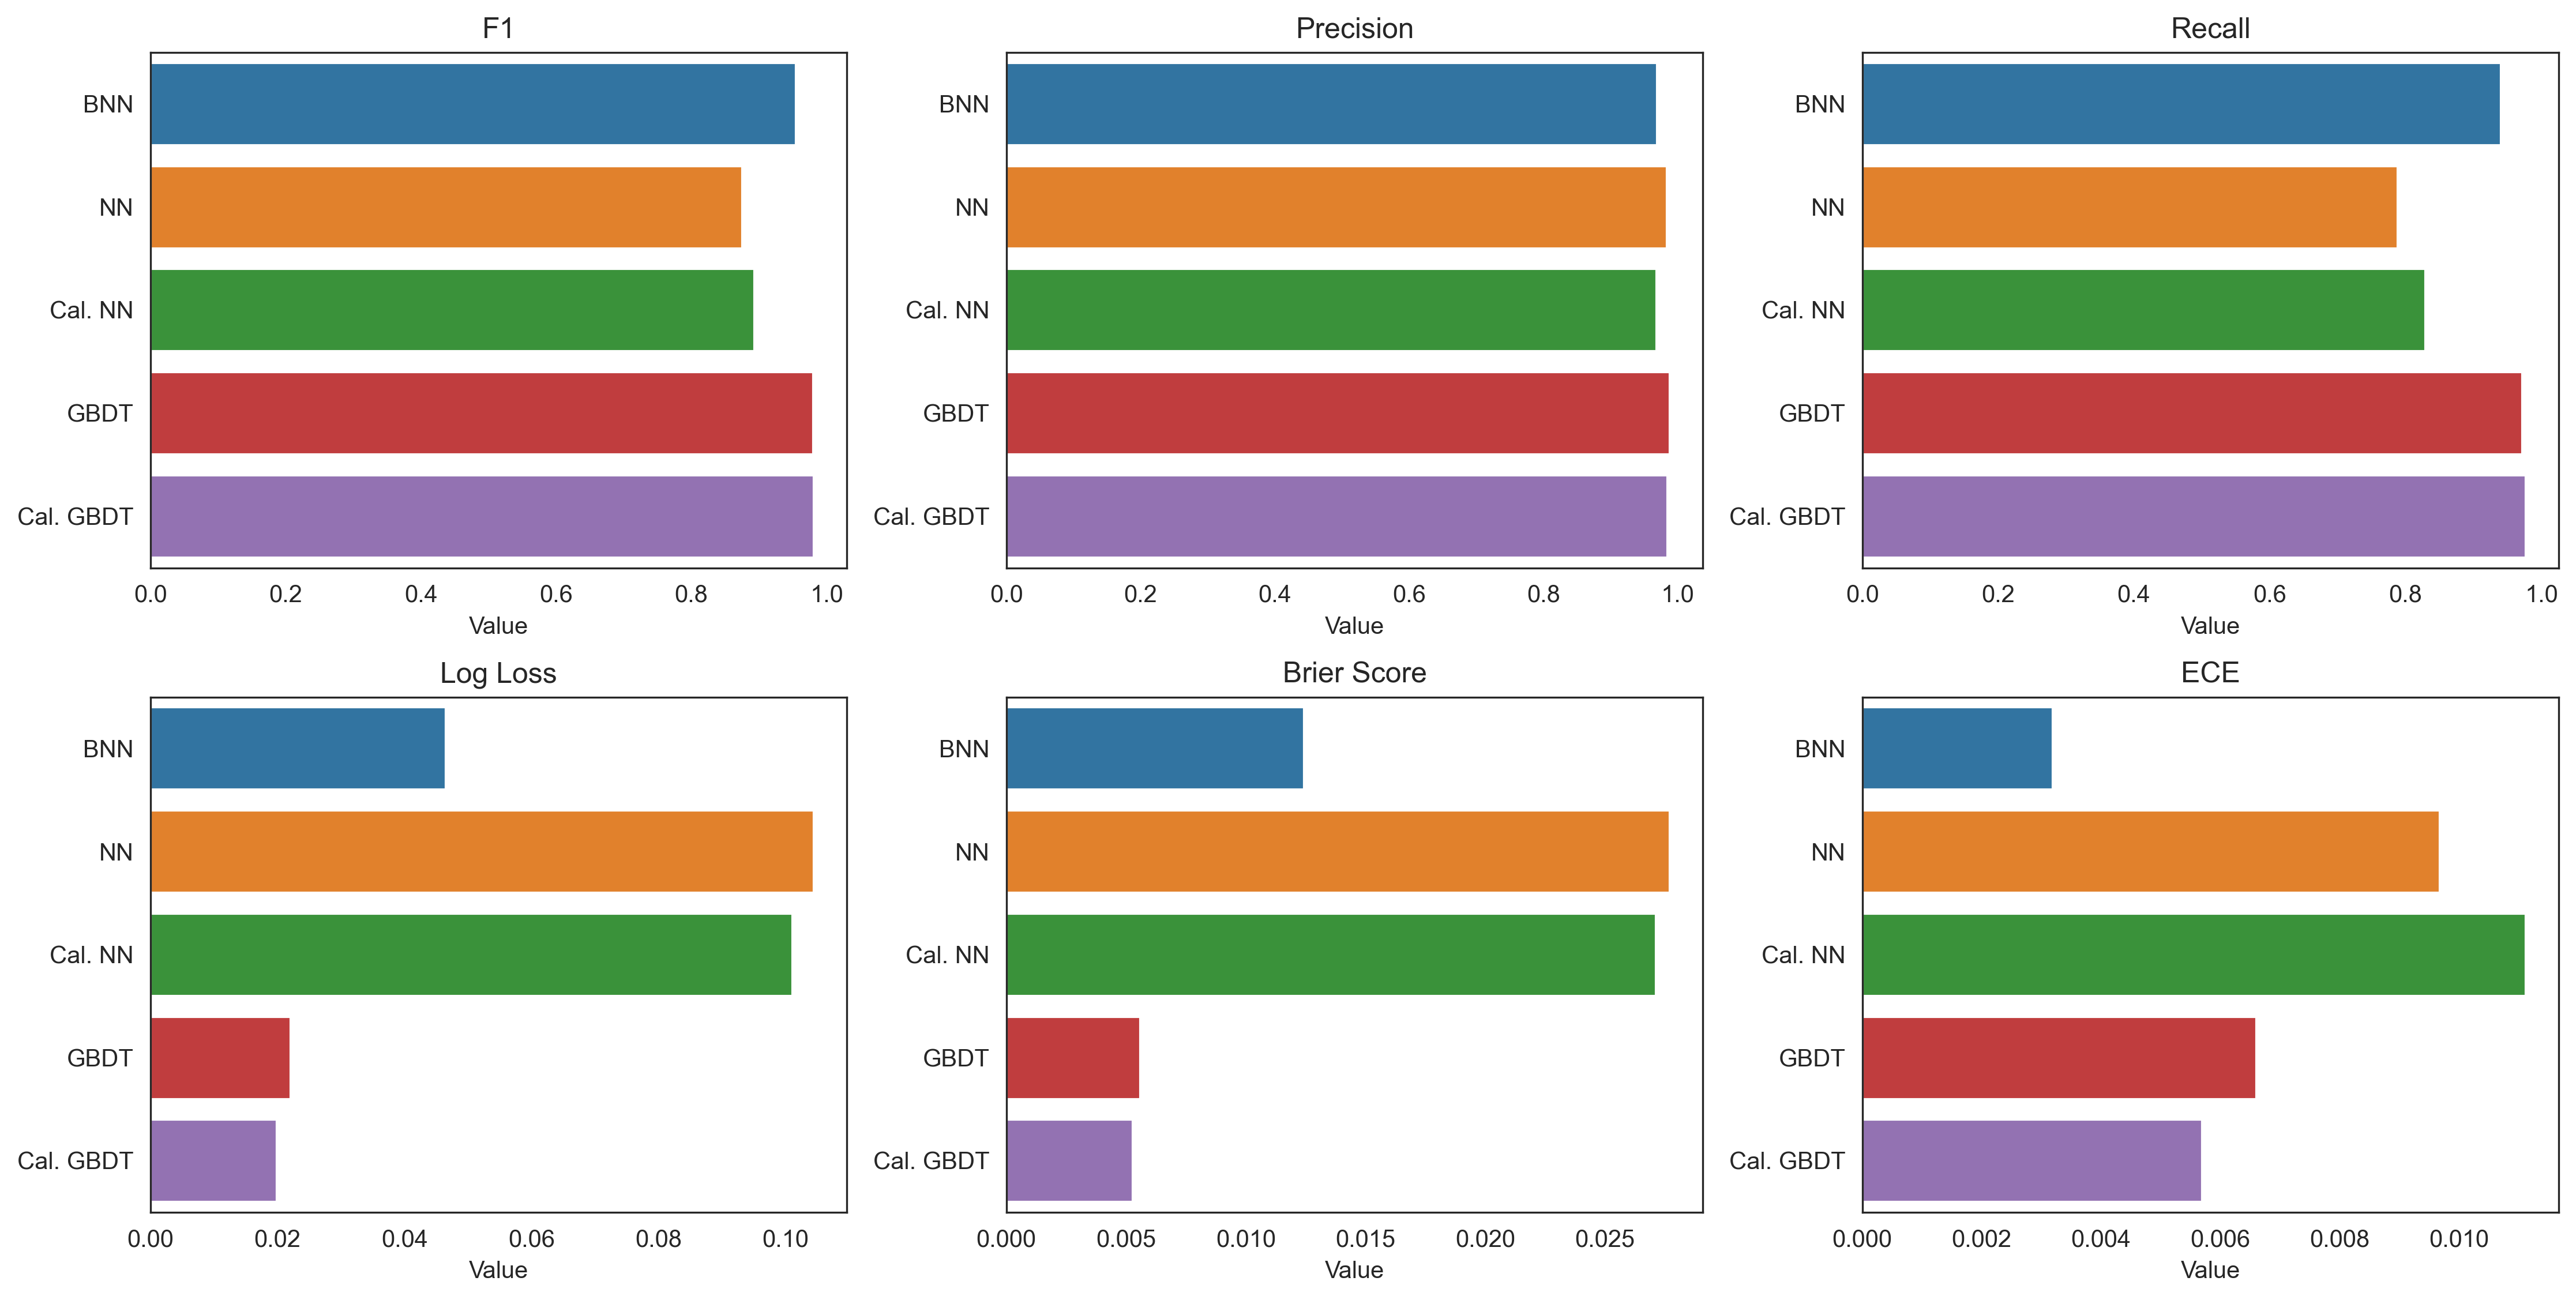 F1
BNN
NN
Cal. NN
GBDT
Cal. GBDT
0.0 0.2 0.4 0.6 0.8 1.0
Value
Precision
BNN
NN
Cal. NN
GBDT
Cal. GBDT
0.0 0.2 0.4 0.6 0.8 1.0
Value
Recall
BNN
NN
Cal. NN
GBDT
Cal. GBDT
0.0 0.2 0.4 0.6 0.8 1.0
Value
Log Loss
BNN
NN
Cal. NN
GBDT
Cal. GBDT
0.00 0.02 0.04 0.06 0.08 0.10
Value
Brier Score
BNN
NN
Cal. NN
GBDT
Cal. GBDT
0.000 0.005 0.010 0.015 0.020 0.025
Value
ECE
BNN
NN
Cal. NN
GBDT
Cal. GBDT
0.000 0.002 0.004 0.006 0.008 0.010
Value